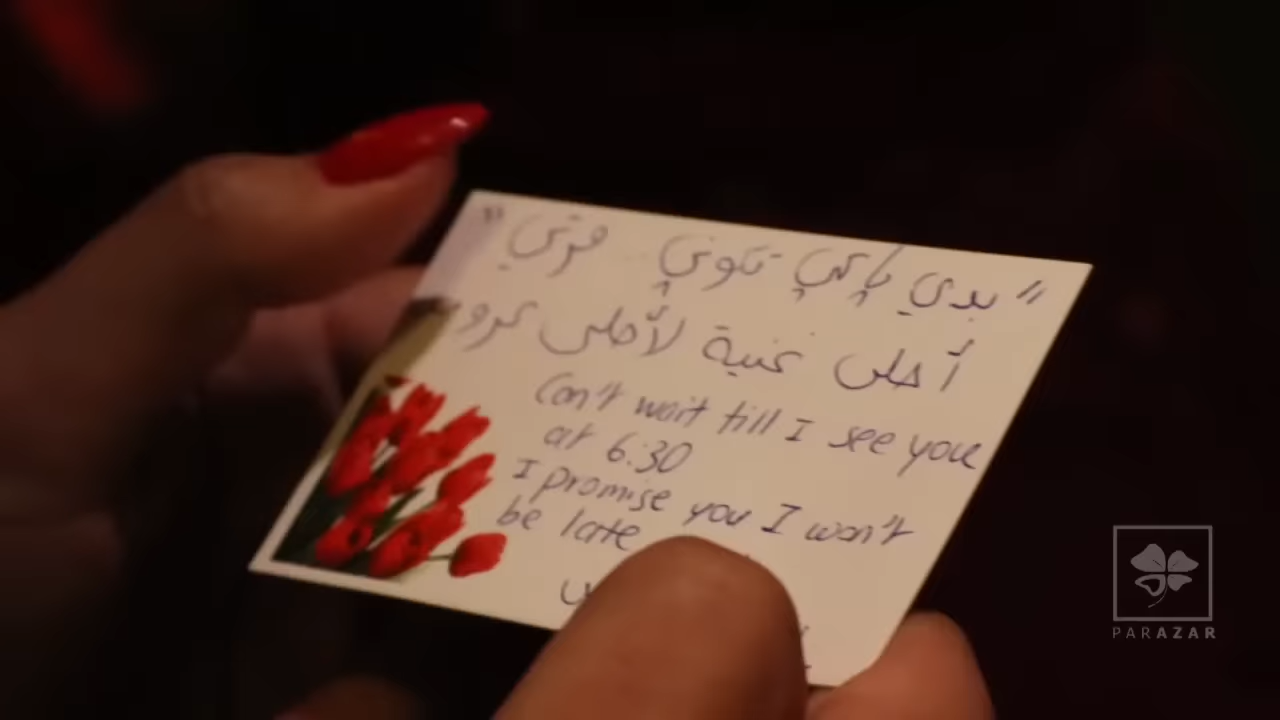 "بدي ياكي تكوني مرتي"
أحلى غنية لأحلى عرو
Can't wait till I see you
at 6:30
I promise you I won't
be late
PARAZAR